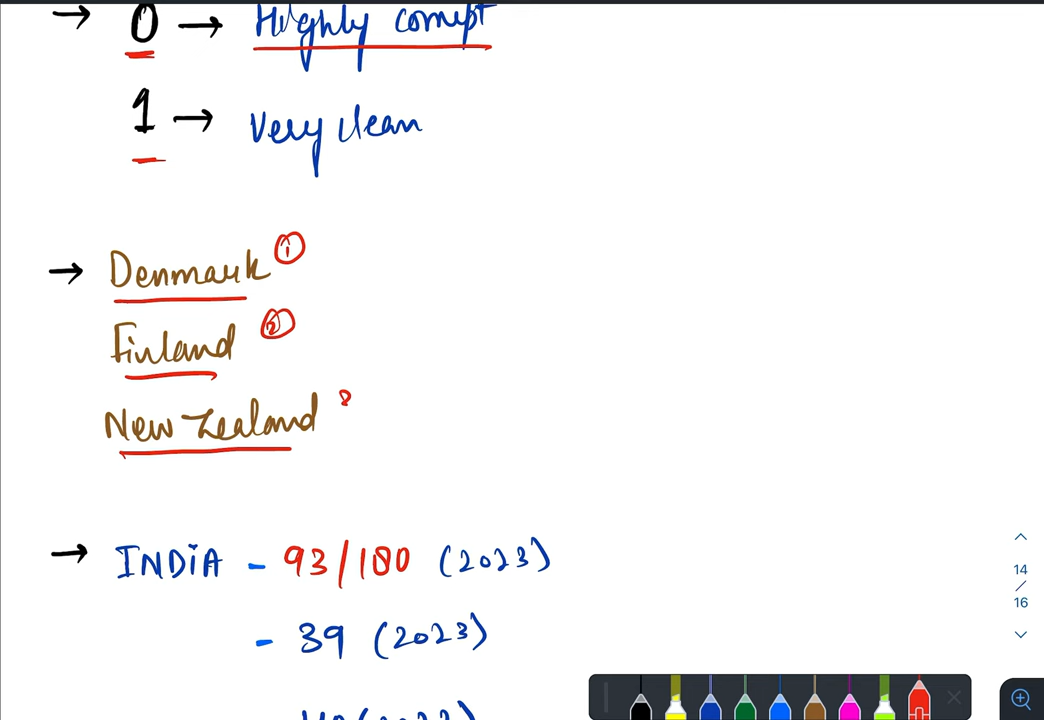 → 0 → Highly corrupt
1 → Very clean
→ Denmark ①
Finland ②
New Zealand
→ INDIA - 93/180 (2023)
- 39 (2023)
14
/
16